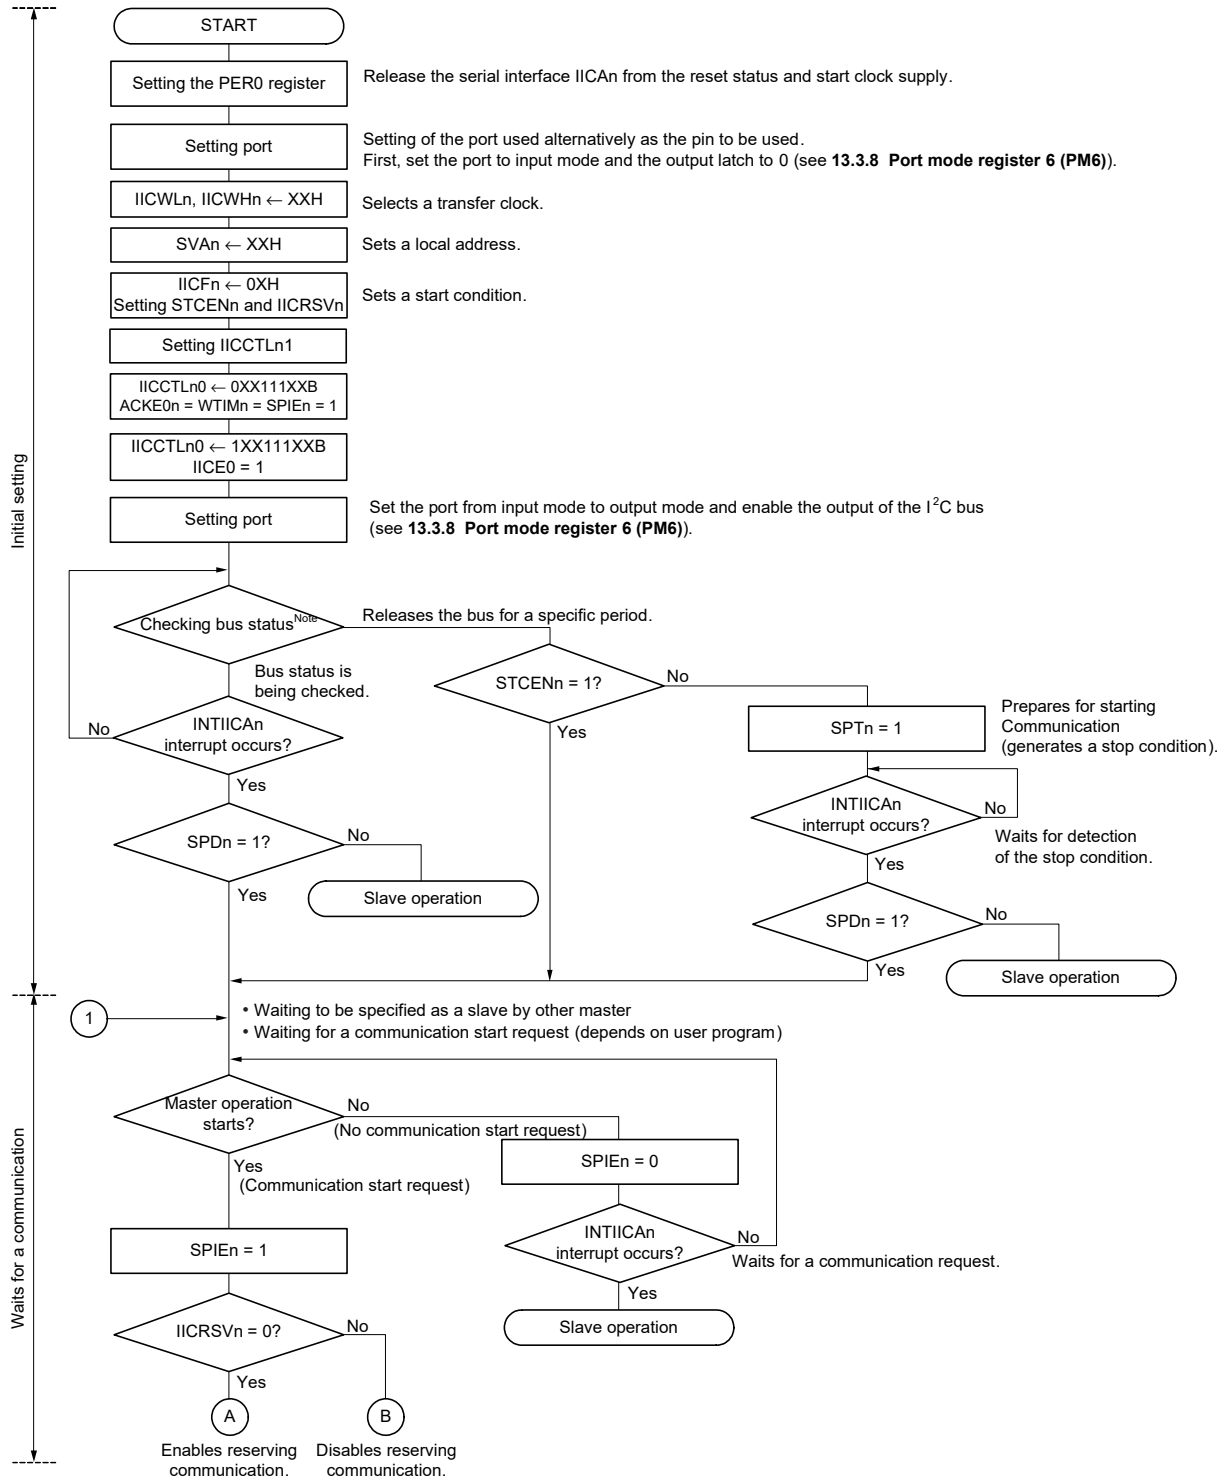 START
Setting the PER0 register
Release the serial interface IICAn from the reset status and start clock supply.
Setting port
Setting of the port used alternatively as the pin to be used.
First, set the port to input mode and the output latch to 0 (see 13.3.8 Port mode register 6 (PM6)).
IICWLn, IICWHn ← XXH
Selects a transfer clock.
SVAn ← XXH
Sets a local address.
IICFn ← 0XH
Setting STCENn and IICRSVn
Sets a start condition.
Setting IICCTLn1
IICCTLn0 ← 0XX111XXB
ACKE0n = WTIMn = SPIEn = 1
IICCTLn0 ← 1XX111XXB
IICE0 = 1
Setting port
Set the port from input mode to output mode and enable the output of the I²C bus
(see 13.3.8 Port mode register 6 (PM6)).
Initial setting
Checking bus status Note
Releases the bus for a specific period.
Bus status is
being checked.
STCENn = 1?
No
Yes
SPTn = 1
Prepares for starting
Communication
(generates a stop condition).
INTIICAn
interrupt occurs?
No
Yes
INTIICAn
interrupt occurs?
No
Waits for detection
of the stop condition.
Yes
SPDn = 1?
No
Yes
Slave operation
SPDn = 1?
No
Yes
Slave operation
1
• Waiting to be specified as a slave by other master
• Waiting for a communication start request (depends on user program)
Waits for a communication
Master operation
starts?
No
(No communication start request)
Yes
(Communication start request)
SPIEn = 0
INTIICAn
interrupt occurs?
No
Waits for a communication request.
Yes
Slave operation
SPIEn = 1
IICRSVn = 0?
No
Yes
A
B
Enables reserving
communication.
Disables reserving
communication.